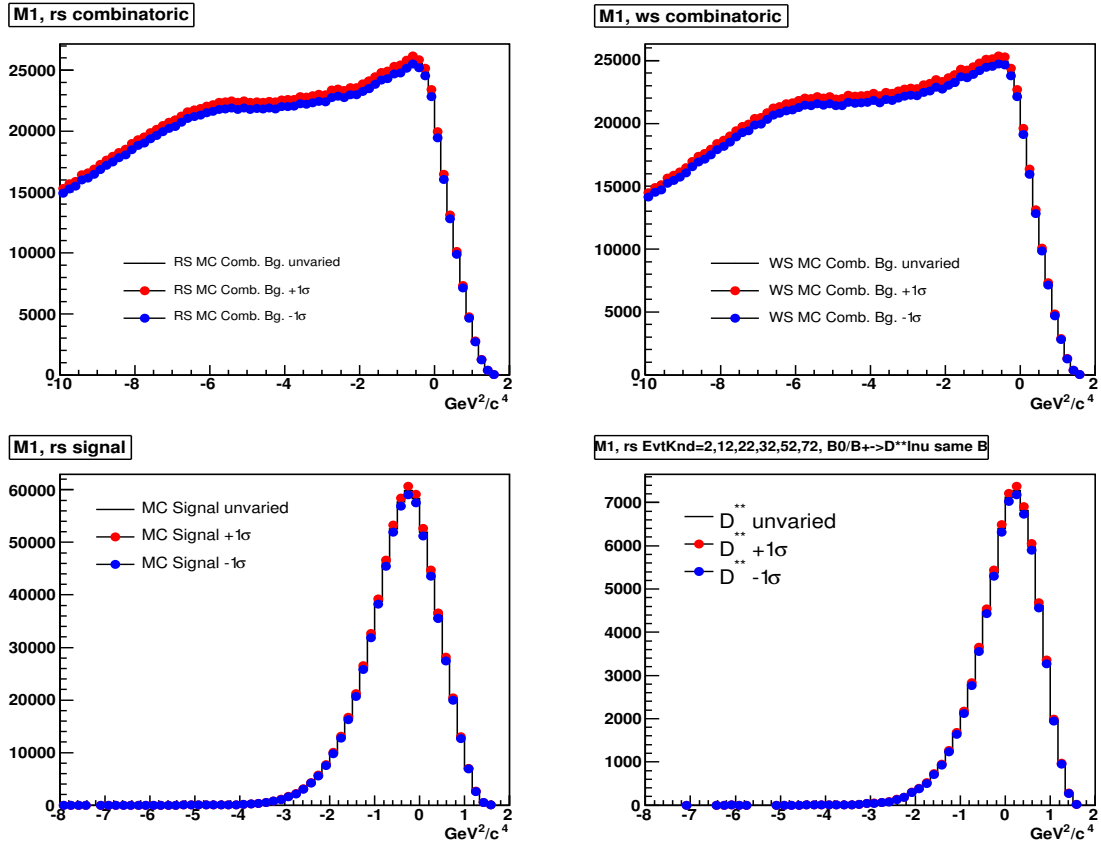 M1, rs combinatoric
25000
20000
15000
10000
5000
0
RS MC Comb. Bg. unvaried
RS MC Comb. Bg. +1σ
RS MC Comb. Bg. -1σ
-10 -8 -6 -4 -2 0 2
GeV²/c⁴
M1, ws combinatoric
25000
20000
15000
10000
5000
0
WS MC Comb. Bg. unvaried
WS MC Comb. Bg. +1σ
WS MC Comb. Bg. -1σ
-10 -8 -6 -4 -2 0 2
GeV²/c⁴
M1, rs signal
60000
50000
40000
30000
20000
10000
0
MC Signal unvaried
MC Signal +1σ
MC Signal -1σ
-8 -7 -6 -5 -4 -3 -2 -1 0 1 2
GeV²/c⁴
M1, rs EvtKnd=2,12,22,32,52,72, B0/B+->D**lnu same B
7000
6000
5000
4000
3000
2000
1000
0
D** unvaried
D** +1σ
D** -1σ
-8 -7 -6 -5 -4 -3 -2 -1 0 1 2
GeV²/c⁴